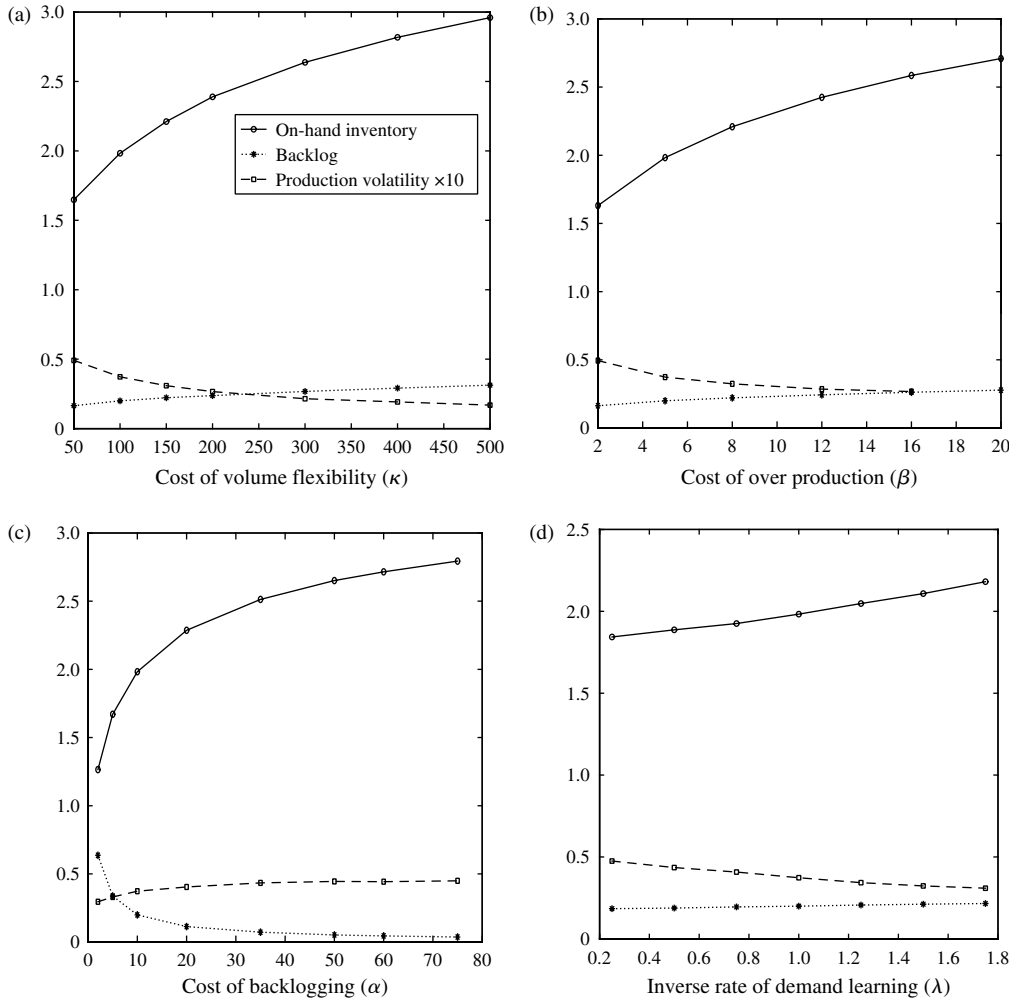 (a)
3.0
2.5
2.0
1.5
1.0
0.5
0
On-hand inventory
Backlog
Production volatility ×10
50 100 150 200 250 300 350 400 450 500
Cost of volume flexibility (κ)
(b)
3.0
2.5
2.0
1.5
1.0
0.5
0
2 4 6 8 10 12 14 16 18 20
Cost of over production (β)
(c)
3.0
2.5
2.0
1.5
1.0
0.5
0
0 10 20 30 40 50 60 70 80
Cost of backlogging (α)
(d)
2.5
2.0
1.5
1.0
0.5
0
0.2 0.4 0.6 0.8 1.0 1.2 1.4 1.6 1.8
Inverse rate of demand learning (λ)